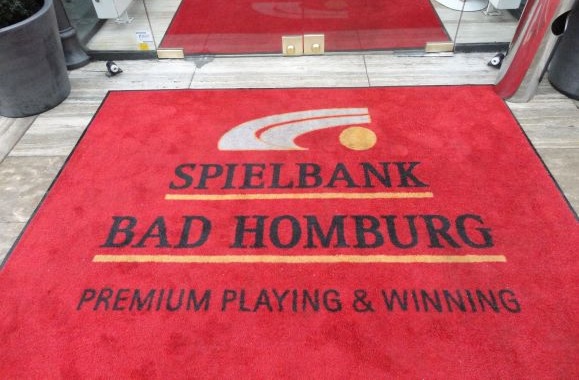 SPIELBANK
BAD HOMBURG
PREMIUM PLAYING & WINNING